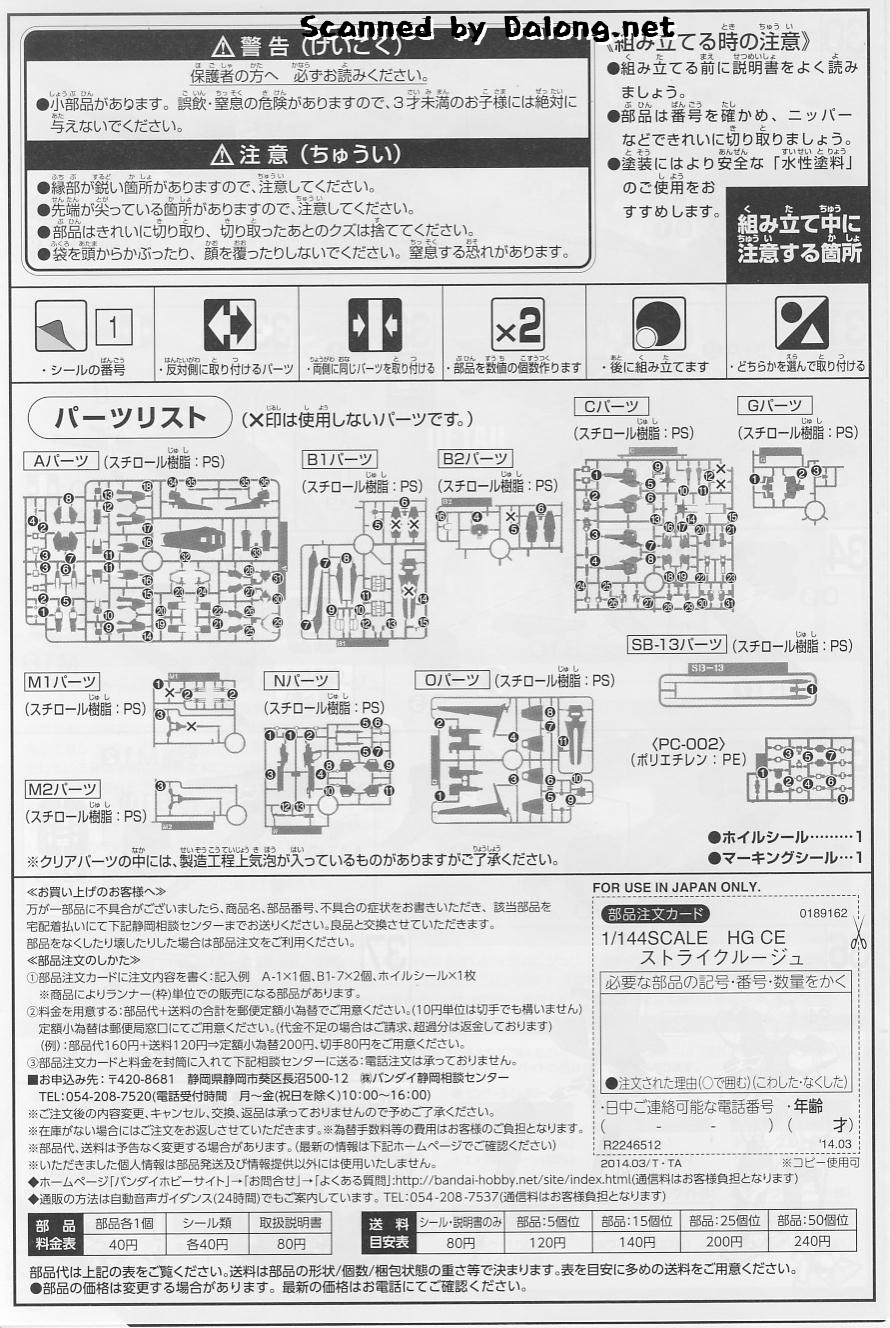 Scanned by Dalong.net
⚠警告（けいこく）
保護者の方へ 必ずお読みください。
●小部品があります。誤飲・窒息の危険がありますので、3才未満のお子様には絶対に
与えないでください。
⚠注意（ちゅうい）
●縁部が鋭い箇所がありますので、注意してください。
●先端が尖っている箇所がありますので、注意してください。
●部品はきれいに切り取り、切り取ったあとのクズは捨ててください。
●袋を頭からかぶったり、顔を覆ったりしないでください。窒息する恐れがあります。
《組み立てる時の注意》
●組み立てる前に説明書をよく読み
ましょう。
●部品は番号を確かめ、ニッパー
などできれいに切り取りましょう。
●塗装にはより安全な「水性塗料」
のご使用をお
すすめします。
組み立て中に
注意する箇所
1
×2
・シールの番号
・反対側に取り付けるパーツ
・両側に同じパーツを取り付ける
・部品を数値の個数作ります
・後に組み立てます
・どちらかを選んで取り付ける
パーツリスト （×印は使用しないパーツです。）
Aパーツ （スチロール樹脂：PS）
B1パーツ
（スチロール樹脂：PS）
B2パーツ
（スチロール樹脂：PS）
Cパーツ
（スチロール樹脂：PS）
Gパーツ
（スチロール樹脂：PS）
SB-13パーツ （スチロール樹脂：PS）
SB-13
M1パーツ
（スチロール樹脂：PS）
M2パーツ
（スチロール樹脂：PS）
Nパーツ
（スチロール樹脂：PS）
Oパーツ （スチロール樹脂：PS）
〈PC-002〉
（ポリエチレン：PE）
●ホイルシール………1
●マーキングシール…1
※クリアパーツの中には、製造工程上気泡が入っているものがありますがご了承ください。
≪お買い上げのお客様へ≫
万が一部品に不具合がございましたら、商品名、部品番号、不具合の症状をお書きいただき、該当部品を
宅配着払いにて下記静岡相談センターまでお送りください。良品と交換させていただきます。
部品をなくしたり壊したりした場合は部品注文をご利用ください。
≪部品注文のしかた≫
①部品注文カードに注文内容を書く：記入例 A-1×1個、B1-7×2個、ホイルシール×1枚
※商品によりランナー(枠)単位での販売になる部品があります。
②料金を用意する：部品代+送料の合計を郵便定額小為替でご用意ください。(10円単位は切手でも構いません)
定額小為替は郵便局窓口にてご用意ください。(代金不足の場合はご請求、超過分は返金しております)
(例)：部品代160円+送料120円⇒定額小為替200円、切手80円をご用意ください。
③部品注文カードと料金を封筒に入れて下記相談センターに送る：電話注文は承っておりません。
■お申込み先：〒420-8681 静岡県静岡市葵区長沼500-12 ㈱バンダイ静岡相談センター
TEL：054-208-7520(電話受付時間 月〜金(祝日を除く)10：00〜16：00)
※ご注文後の内容変更、キャンセル、交換、返品は承っておりませんので予めご了承ください。
※在庫がない場合にはご注文をお返しさせていただきます。※為替手数料等の費用はお客様のご負担となります。
※部品代、送料は予告なく変更する場合があります。(最新の情報は下記ホームページでご確認ください)
※いただきました個人情報は部品発送及び情報提供以外には使用いたしません。
◆ホームページ「バンダイホビーサイト」→「お問合せ」→「よくある質問」：http://bandai-hobby.net/site/index.html(通信料はお客様負担となります)
◆通販の方法は自動音声ガイダンス(24時間)でもご案内しています。TEL：054-208-7537(通信料はお客様負担となります)
FOR USE IN JAPAN ONLY.
部品注文カード 0189162
1/144SCALE HG CE
ストライクルージュ
必要な部品の記号・番号・数量をかく
●注文された理由(○で囲む)(こわした・なくした)
・日中ご連絡可能な電話番号 ・年齢
( - - ) ( 才)
R2246512 '14.03
2014.03/T・TA ※コピー使用可
部品料金表 部品各1個 シール類 取扱説明書
40円 各40円 80円
送料目安表 シール・説明書のみ 部品：5個位 部品：15個位 部品：25個位 部品：50個位
80円 120円 140円 200円 240円
部品代は上記の表をご覧ください。送料は部品の形状/個数/梱包状態の重さ等で決まります。表を目安に多めの送料をご用意ください。
●部品の価格は変更する場合があります。最新の価格はお電話にてご確認ください。